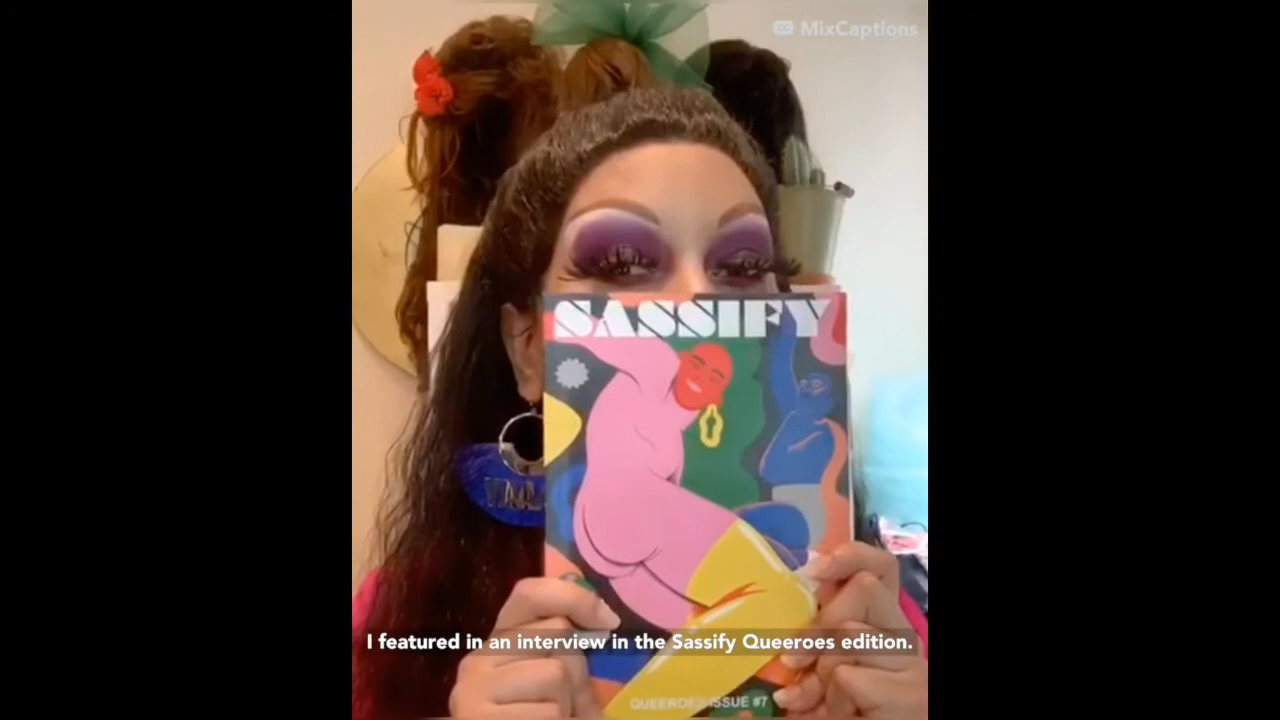 MixCaptions
SASSIFY
I featured in an interview in the Sassify Queeroes edition.
QUEEROES ISSUE #7